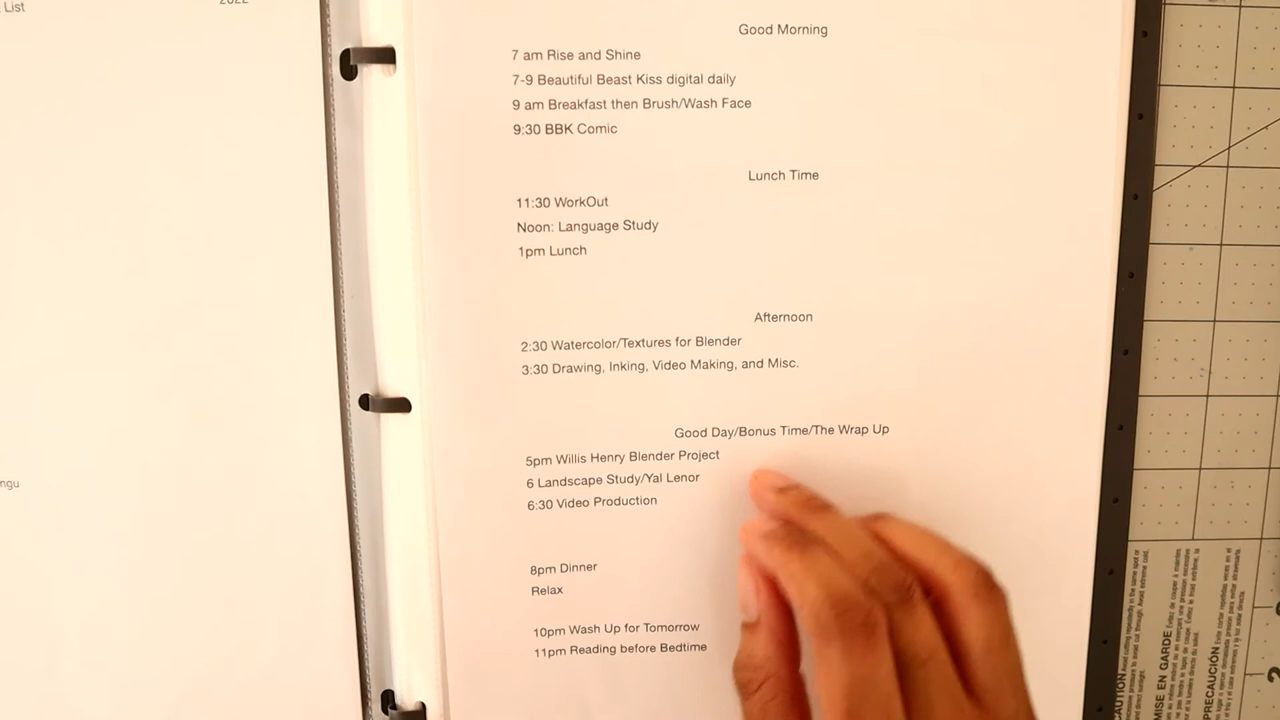 List
2022
ngu
Good Morning
7 am Rise and Shine
7-9 Beautiful Beast Kiss digital daily
9 am Breakfast then Brush/Wash Face
9:30 BBK Comic
Lunch Time
11:30 WorkOut
Noon: Language Study
1pm Lunch
Afternoon
2:30 Watercolor/Textures for Blender
3:30 Drawing, Inking, Video Making, and Misc.
Good Day/Bonus Time/The Wrap Up
5pm Willis Henry Blender Project
6 Landscape Study/Yal Lenor
6:30 Video Production
8pm Dinner
Relax
10pm Wash Up for Tomorrow
11pm Reading before Bedtime
MISE EN GARDE
PRECAUCIÓN
2